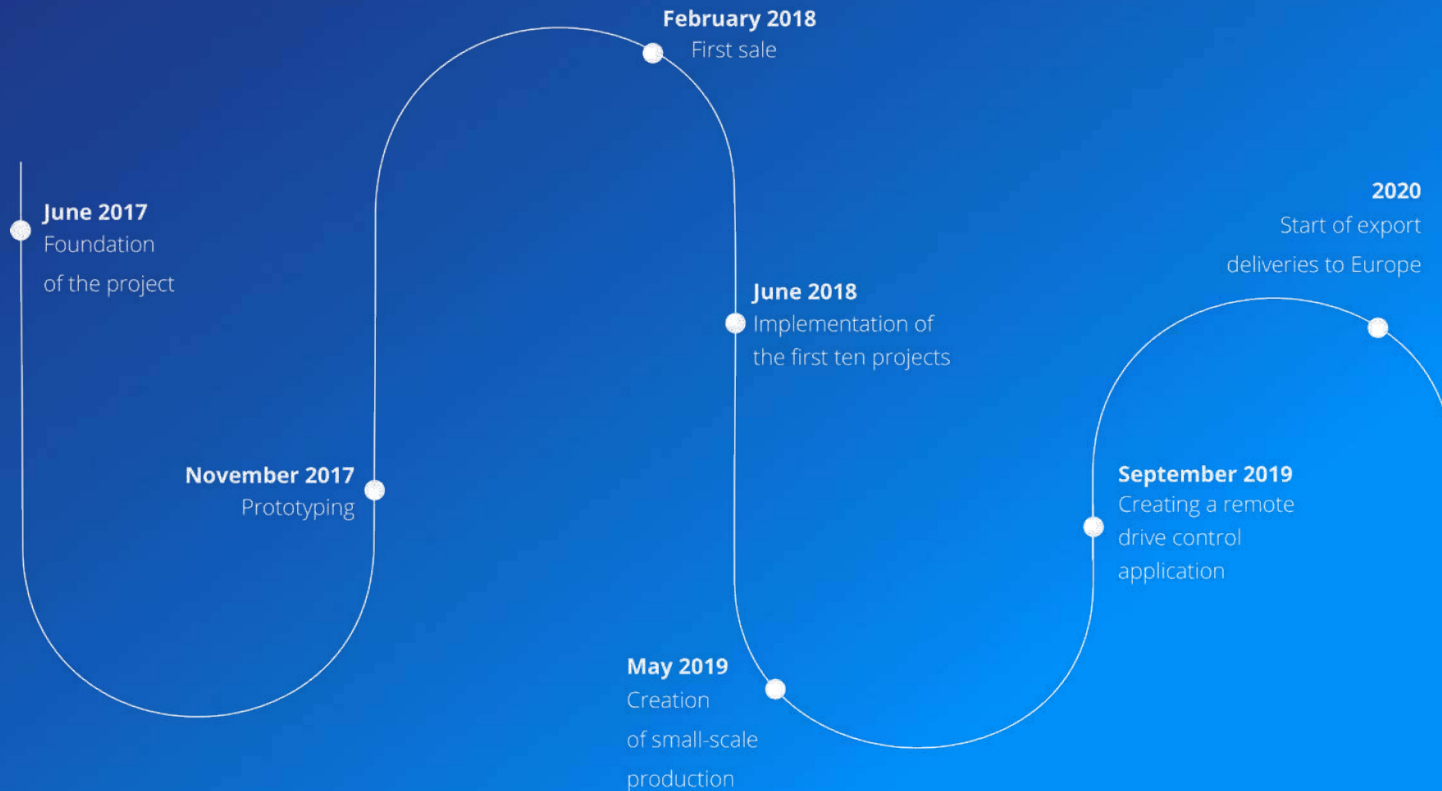 June 2017
Foundation
of the project
November 2017
Prototyping
February 2018
First sale
June 2018
Implementation of
the first ten projects
May 2019
Creation
of small-scale
production
September 2019
Creating a remote
drive control
application
2020
Start of export
deliveries to Europe